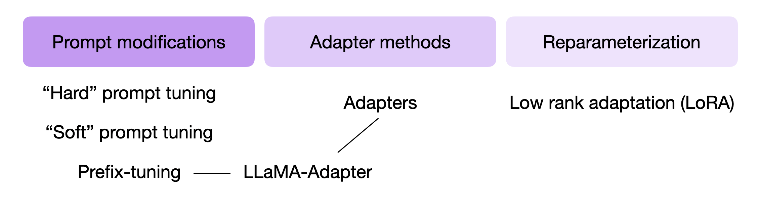 Prompt modifications
Adapter methods
Reparameterization
“Hard” prompt tuning
“Soft” prompt tuning
Prefix-tuning
Adapters
LLaMA-Adapter
Low rank adaptation (LoRA)